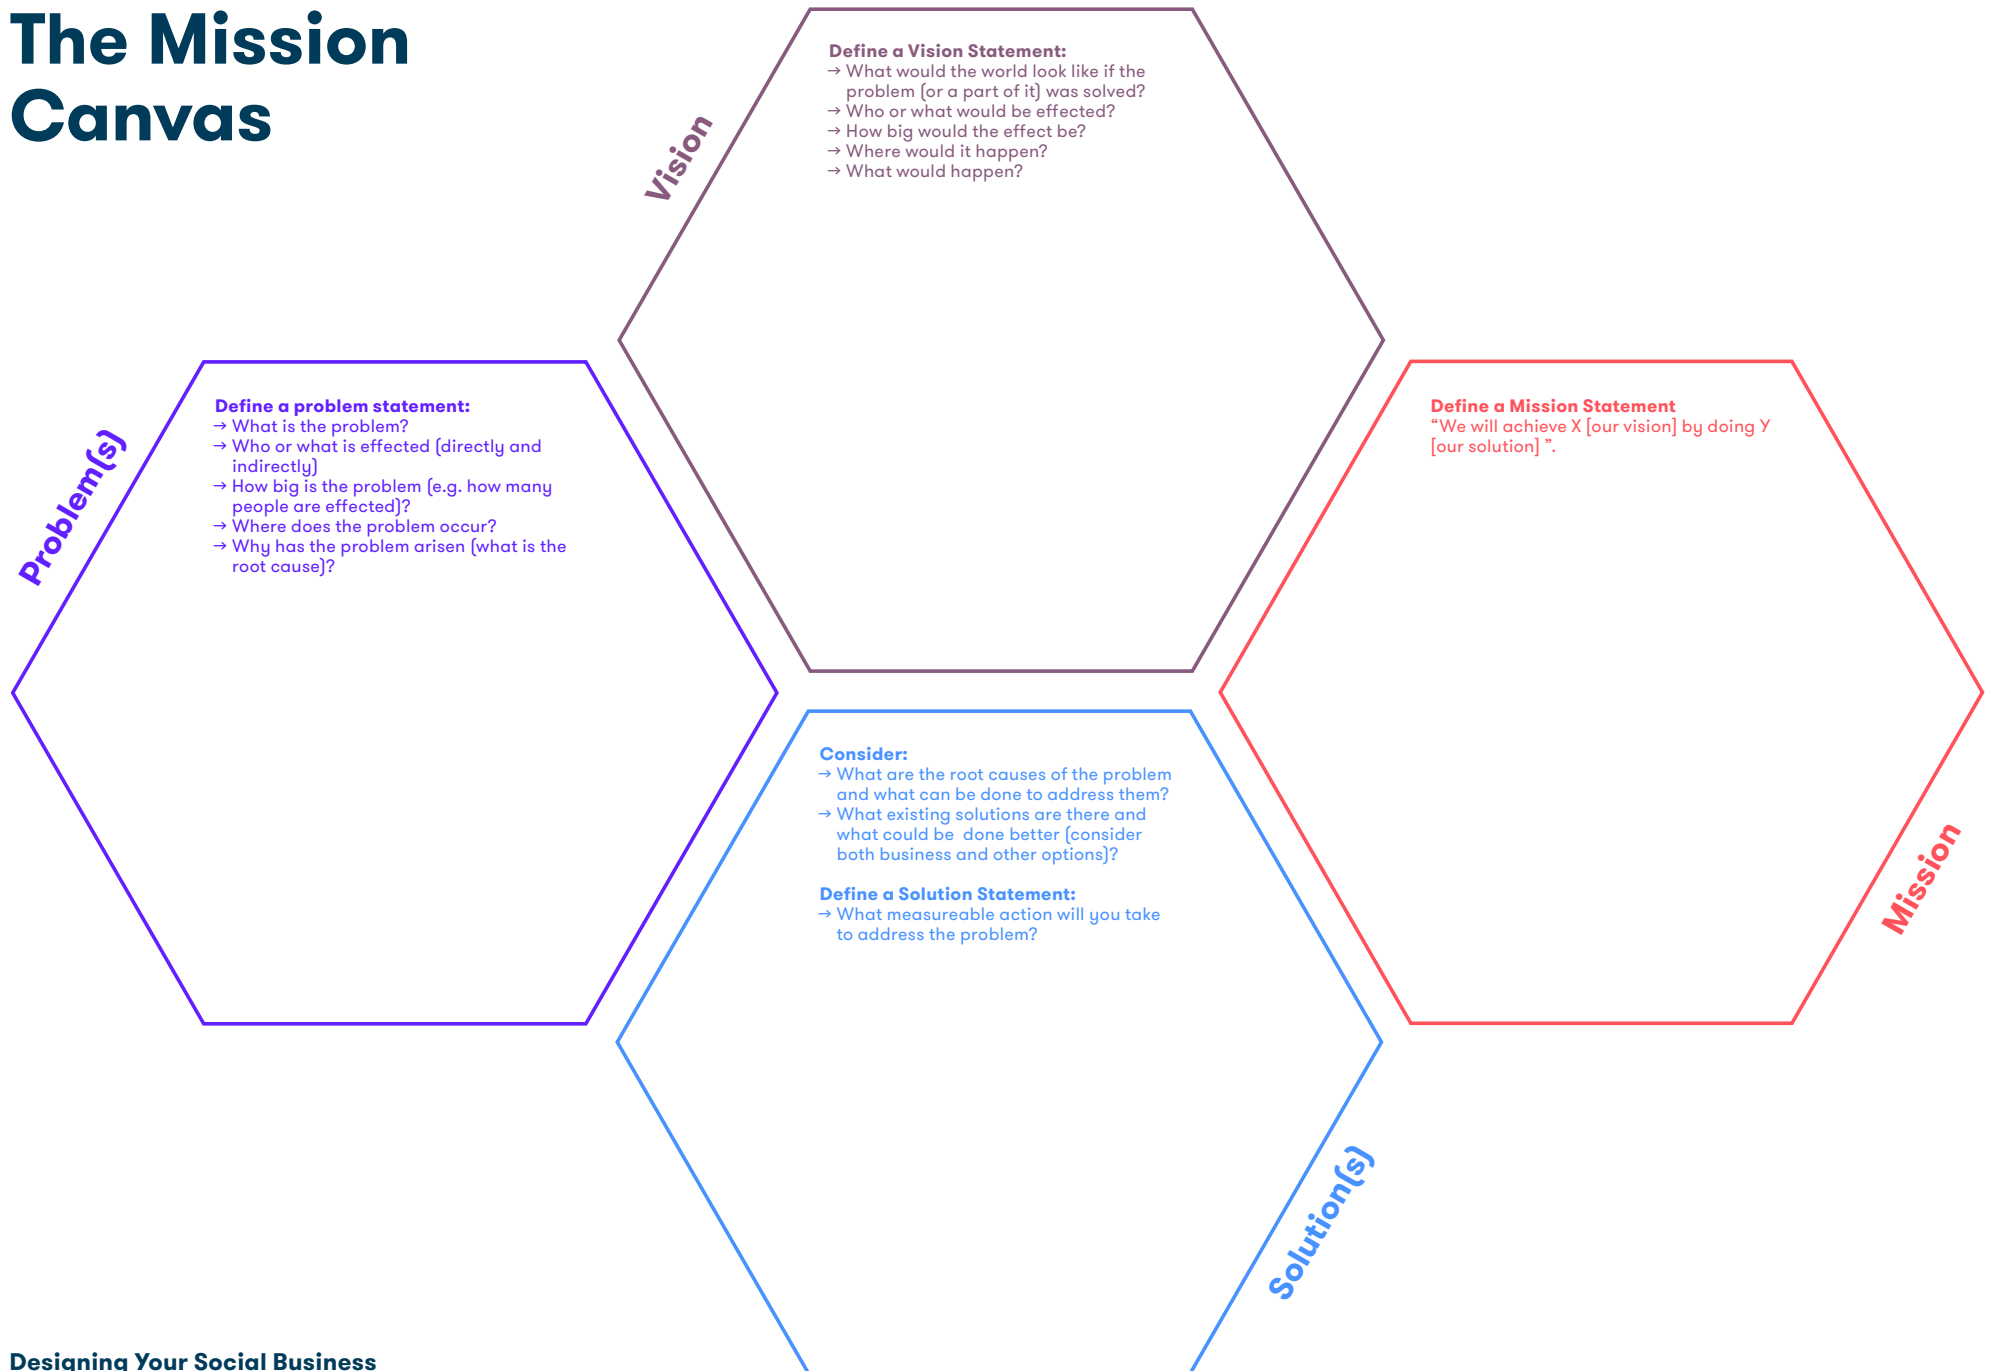 The Mission
Canvas
Vision
Define a Vision Statement:
→ What would the world look like if the
problem (or a part of it) was solved?
→ Who or what would be effected?
→ How big would the effect be?
→ Where would it happen?
→ What would happen?
Problem(s)
Define a problem statement:
→ What is the problem?
→ Who or what is effected (directly and
indirectly)
→ How big is the problem (e.g. how many
people are effected)?
→ Where does the problem occur?
→ Why has the problem arisen (what is the
root cause)?
Define a Mission Statement
“We will achieve X [our vision] by doing Y
[our solution] ”.
Mission
Consider:
→ What are the root causes of the problem
and what can be done to address them?
→ What existing solutions are there and
what could be  done better (consider
both business and other options)?
Define a Solution Statement:
→ What measureable action will you take
to address the problem?
Solution(s)
Designing Your Social Business